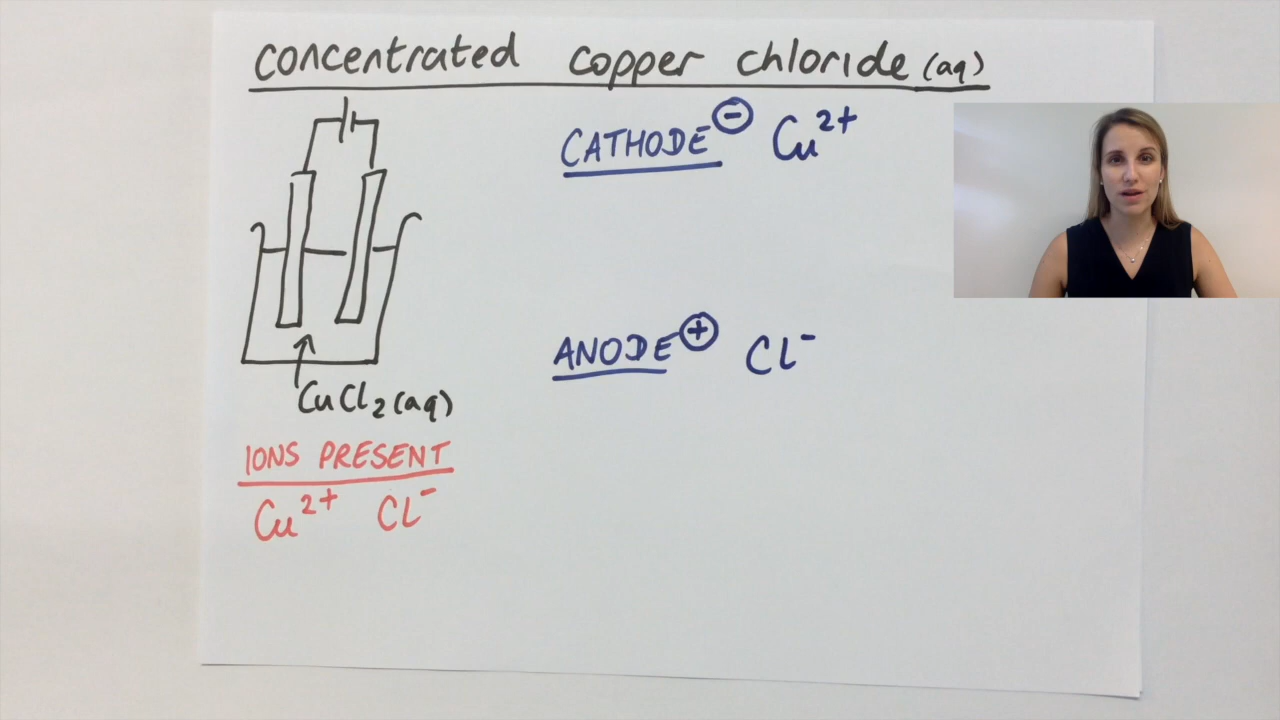 concentrated copper chloride (aq)
CATHODE ⊖ Cu²⁺
ANODE ⊕ Cl⁻
CuCl₂(aq)
IONS PRESENT
Cu²⁺ Cl⁻